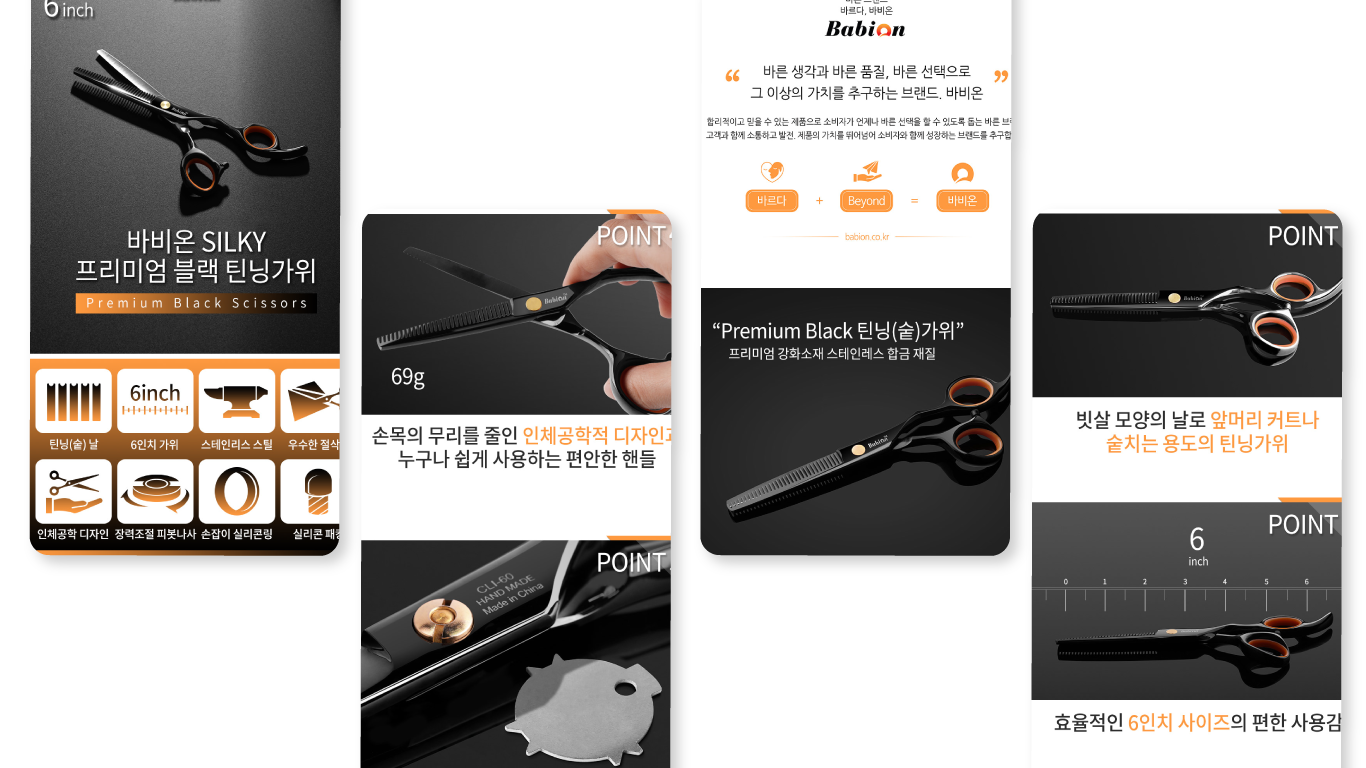 6 inch
바비온 SILKY
프리미엄 블랙 틴닝가위
Premium Black Scissors
틴닝(숱) 날
6inch
6인치 가위
스테인리스 스틸
우수한 절삭
인체공학 디자인
장력조절 피봇나사
손잡이 실리콘링
실리콘 패킹
POINT
Babion
69g
손목의 무리를 줄인 인체공학적 디자인과
누구나 쉽게 사용하는 편안한 핸들
POINT
CLI-60
HAND MADE
Made in China
바르다, 바비온
Babion
“ 바른 생각과 바른 품질, 바른 선택으로 ”
그 이상의 가치를 추구하는 브랜드. 바비온
합리적이고 믿을 수 있는 제품으로 소비자가 언제나 바른 선택을 할 수 있도록 돕는 바른
고객과 함께 소통하고 발전. 제품의 가치를 뛰어넘어 소비자와 함께 성장하는 브랜드를 추구합
바르다 + Beyond = 바비온
babion.co.kr
“Premium Black 틴닝(숱)가위”
프리미엄 강화소재 스테인레스 합금 재질
Babion
POINT
Babion
빗살 모양의 날로 앞머리 커트나
숱치는 용도의 틴닝가위
POINT
6
inch
0 1 2 3 4 5 6
효율적인 6인치 사이즈의 편한 사용감